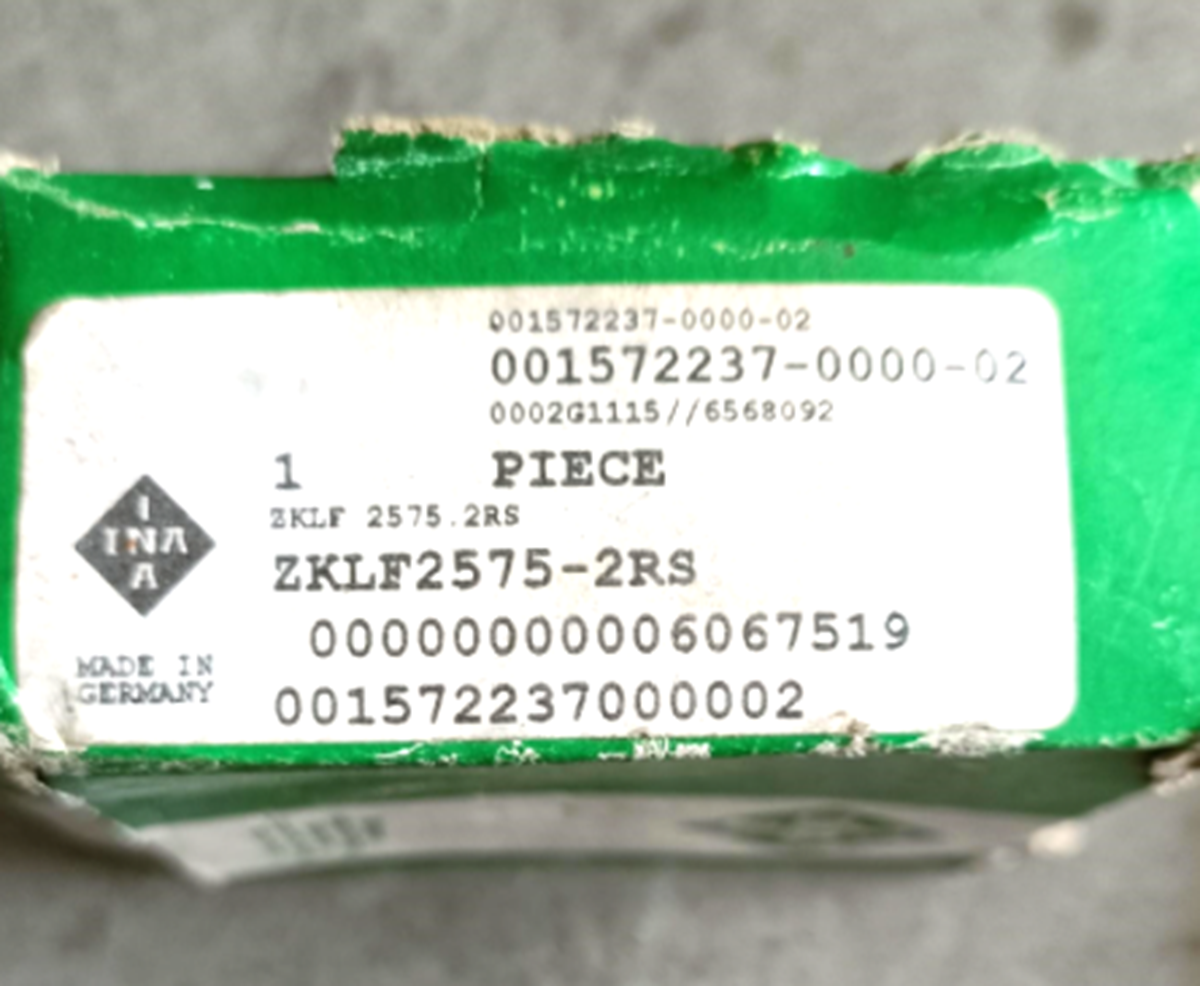 001572237-0000-02
001572237-0000-02
0002G1115//6568092
1 PIECE
ZKLF 2575.2RS
ZKLF2575-2RS
00000000006067519
001572237000002
I
INA
A
MADE IN
GERMANY